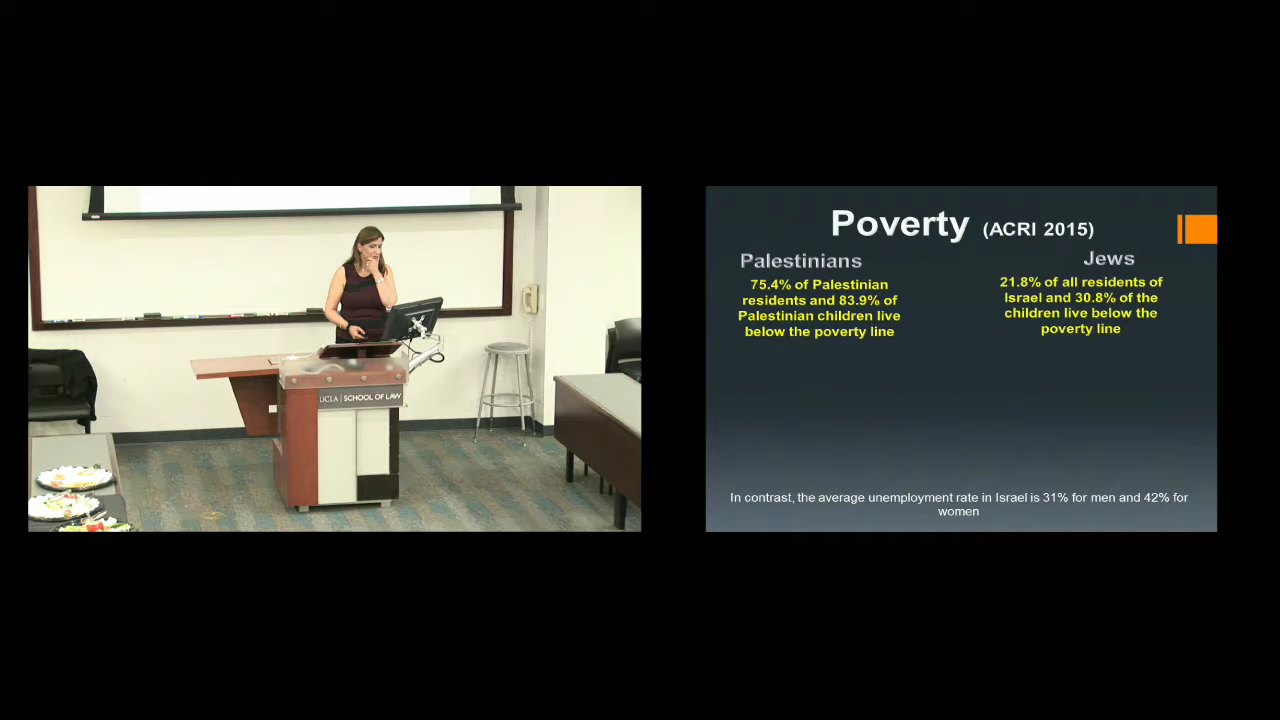 UCLA | SCHOOL OF LAW
Poverty (ACRI 2015)
Palestinians
75.4% of Palestinian
residents and 83.9% of
Palestinian children live
below the poverty line
Jews
21.8% of all residents of
Israel and 30.8% of the
children live below the
poverty line
In contrast, the average unemployment rate in Israel is 31% for men and 42% for
women